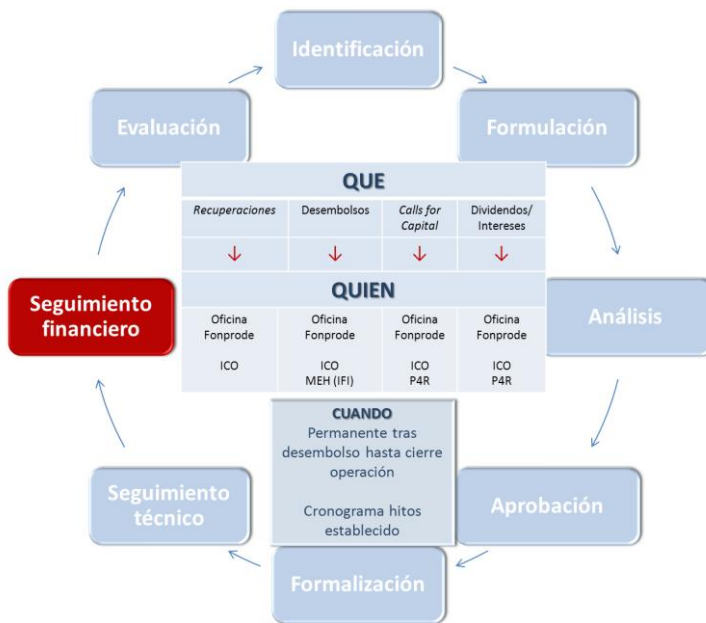 Identificación
Evaluación
Formulación
QUE
Recuperaciones
Desembolsos
Calls for
Capital
Dividendos/
Intereses
↓ ↓ ↓ ↓
QUIEN
Oficina
Fonprode
ICO
Oficina
Fonprode
ICO
MEH (IFI)
Oficina
Fonprode
ICO
P4R
Oficina
Fonprode
ICO
P4R
Seguimiento
financiero
Análisis
CUANDO
Permanente tras
desembolso hasta cierre
operación
Cronograma hitos
establecido
Seguimiento
técnico
Aprobación
Formalización